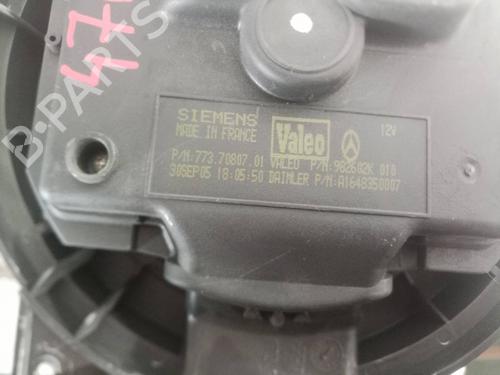 47
B-PARTS
SIEMENS
MADE IN FRANCE
Valeo
12V
P/N:773.70807.01 VALEO P/N:982602K 010
30SEP05 18:05:50 DAIMLER P/N:A1648350007